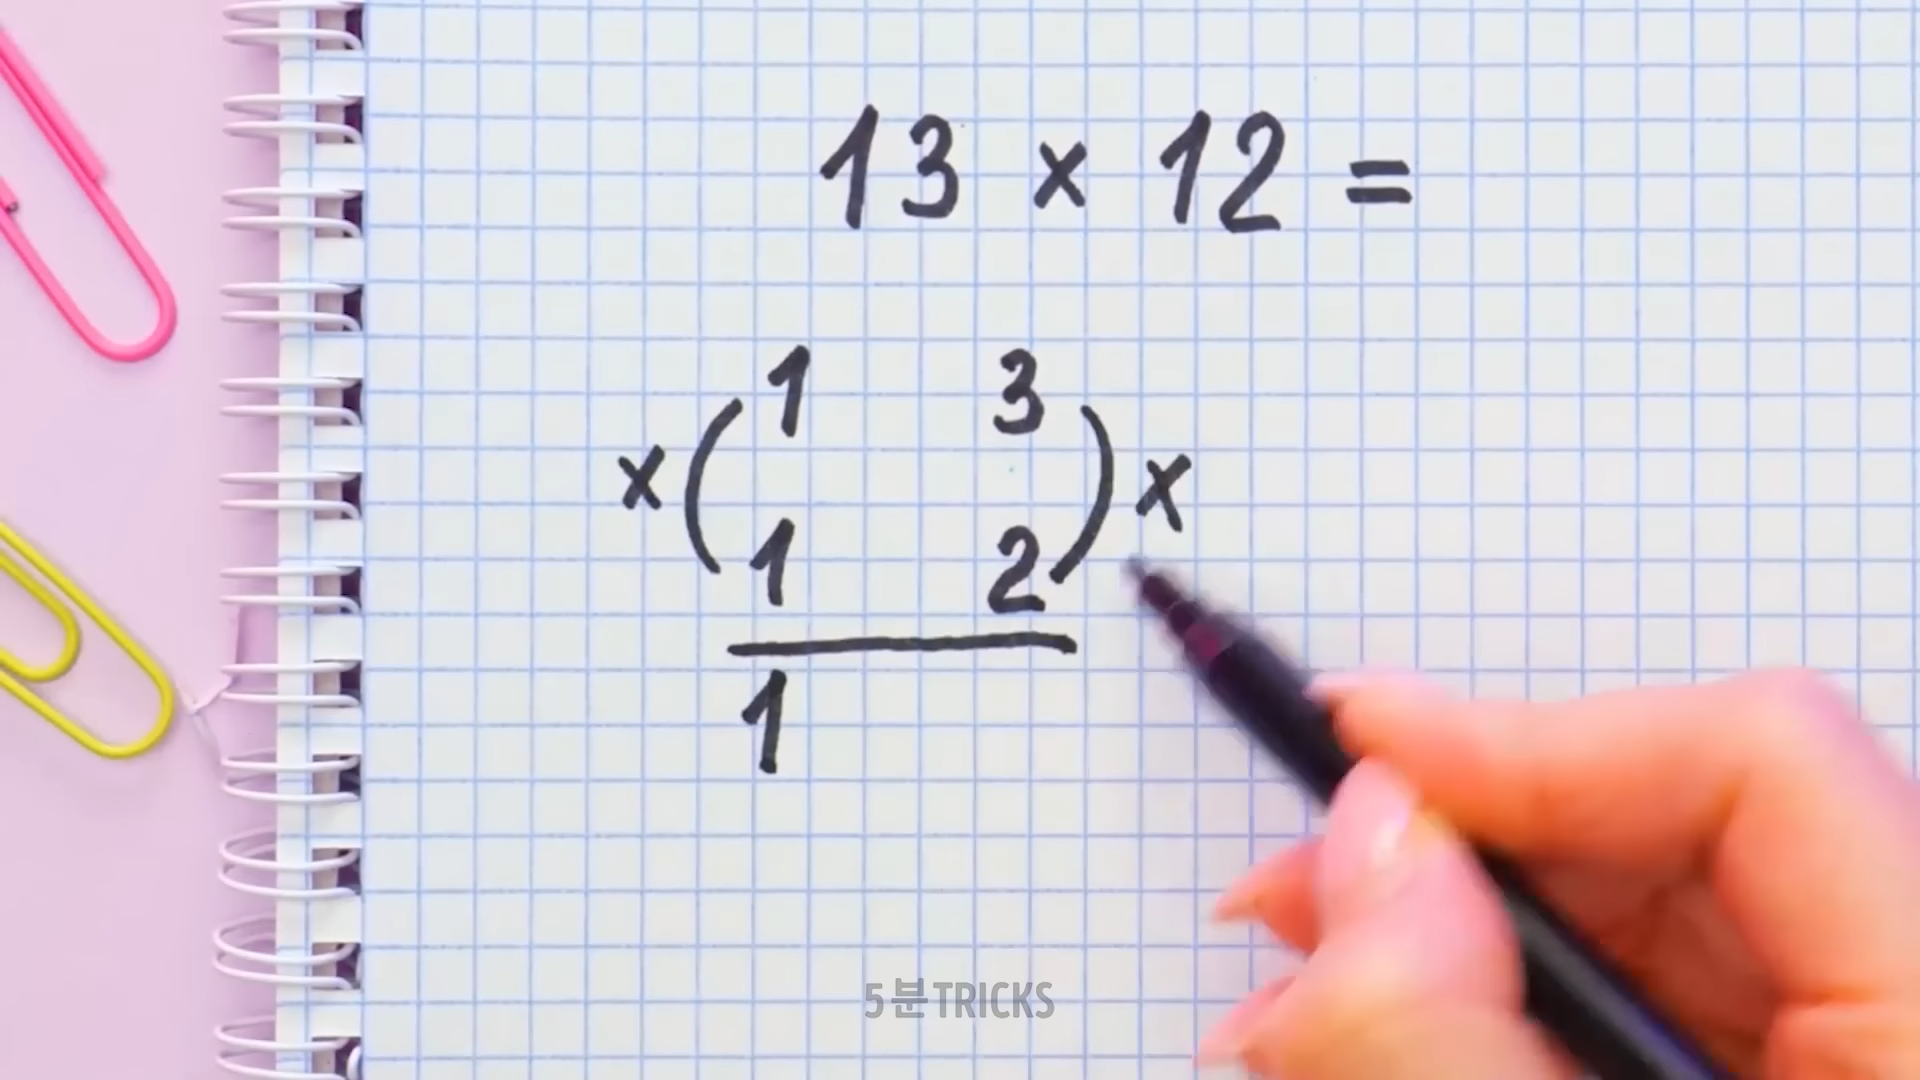 13 × 12 =
1 3
× ( ) ×
1 2
1
5분TRICKS